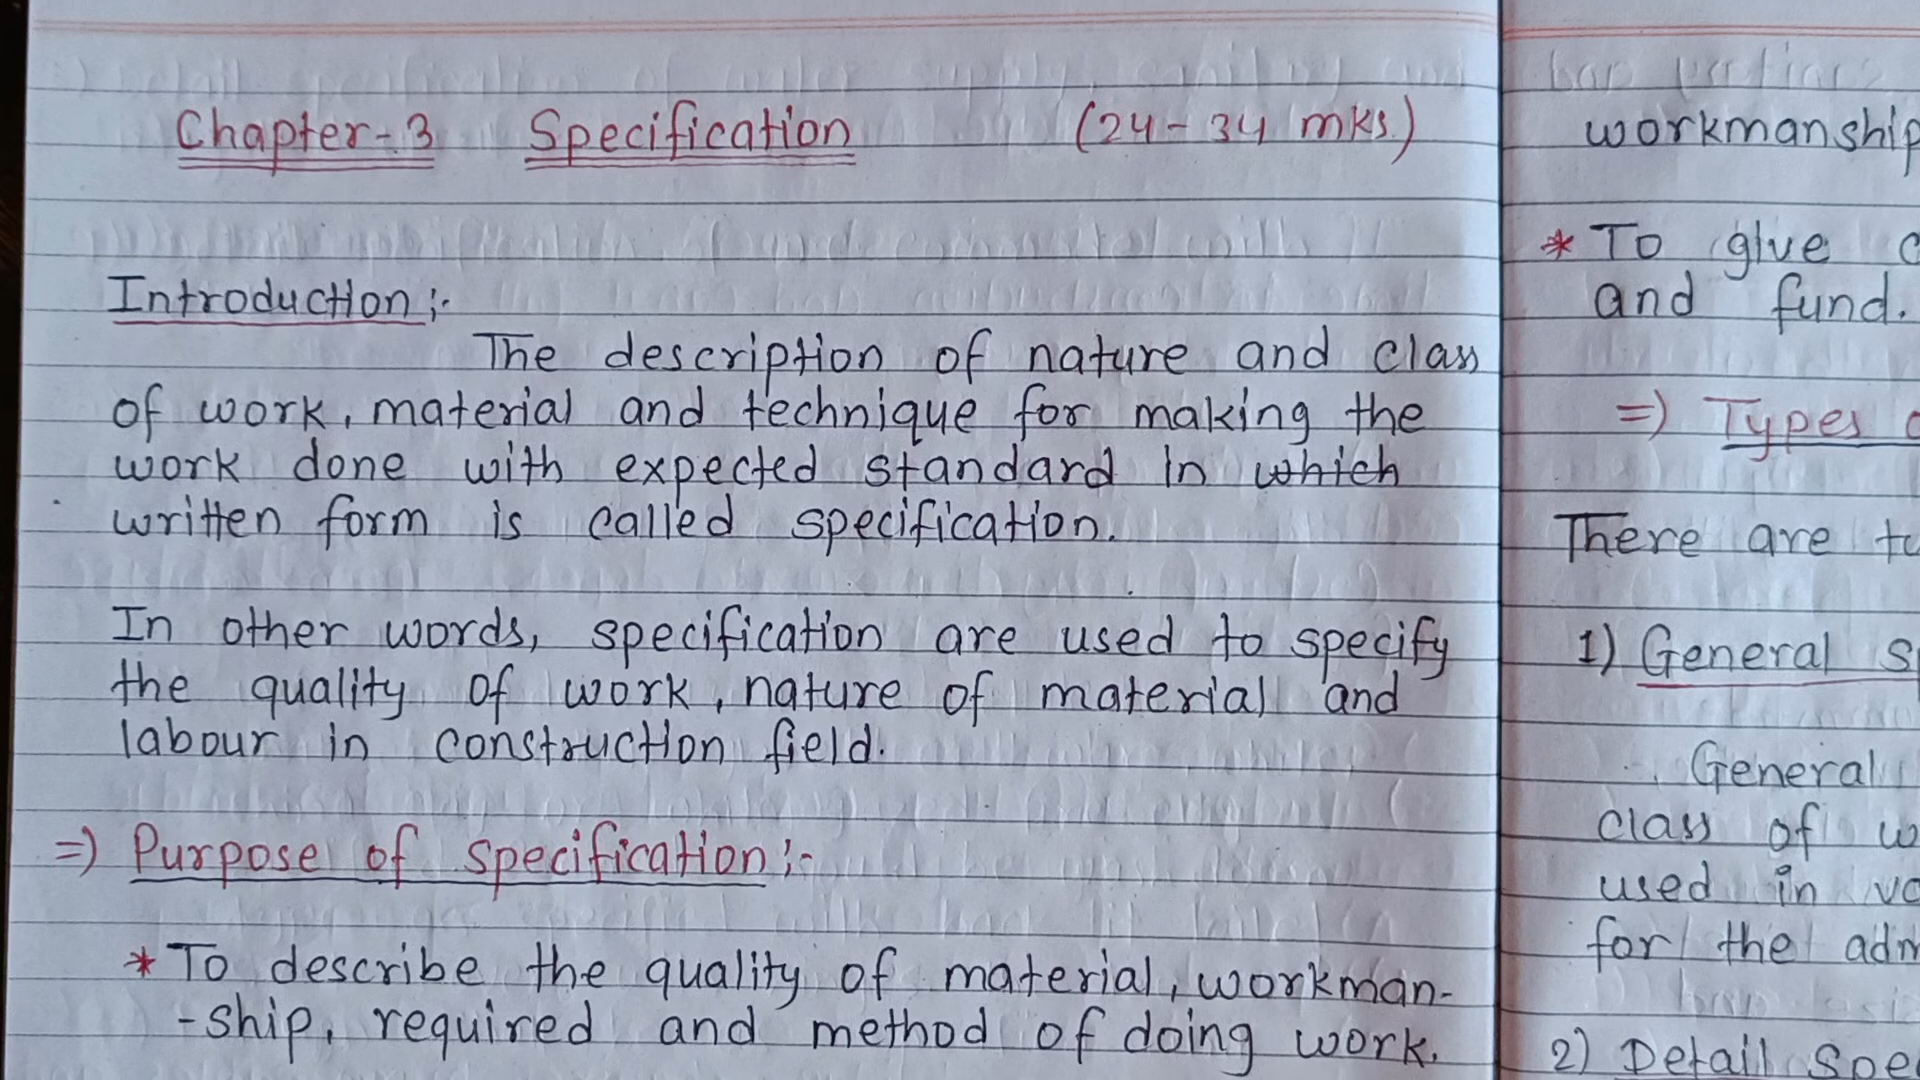 Chapter-3 Specification (24-34 mks.)
Introduction :-
The description of nature and class
of work, material and technique for making the
work done with expected standard in which
written form is called specification.
In other words, specification are used to specify
the quality of work, nature of material and
labour in construction field.
=) Purpose of specification :-
* To describe the quality of material, workman-
-ship, required and method of doing work.
workmanship
* To give
and fund.
=) Types
There are
1) General
General
class of
used in
for the
2) Detail